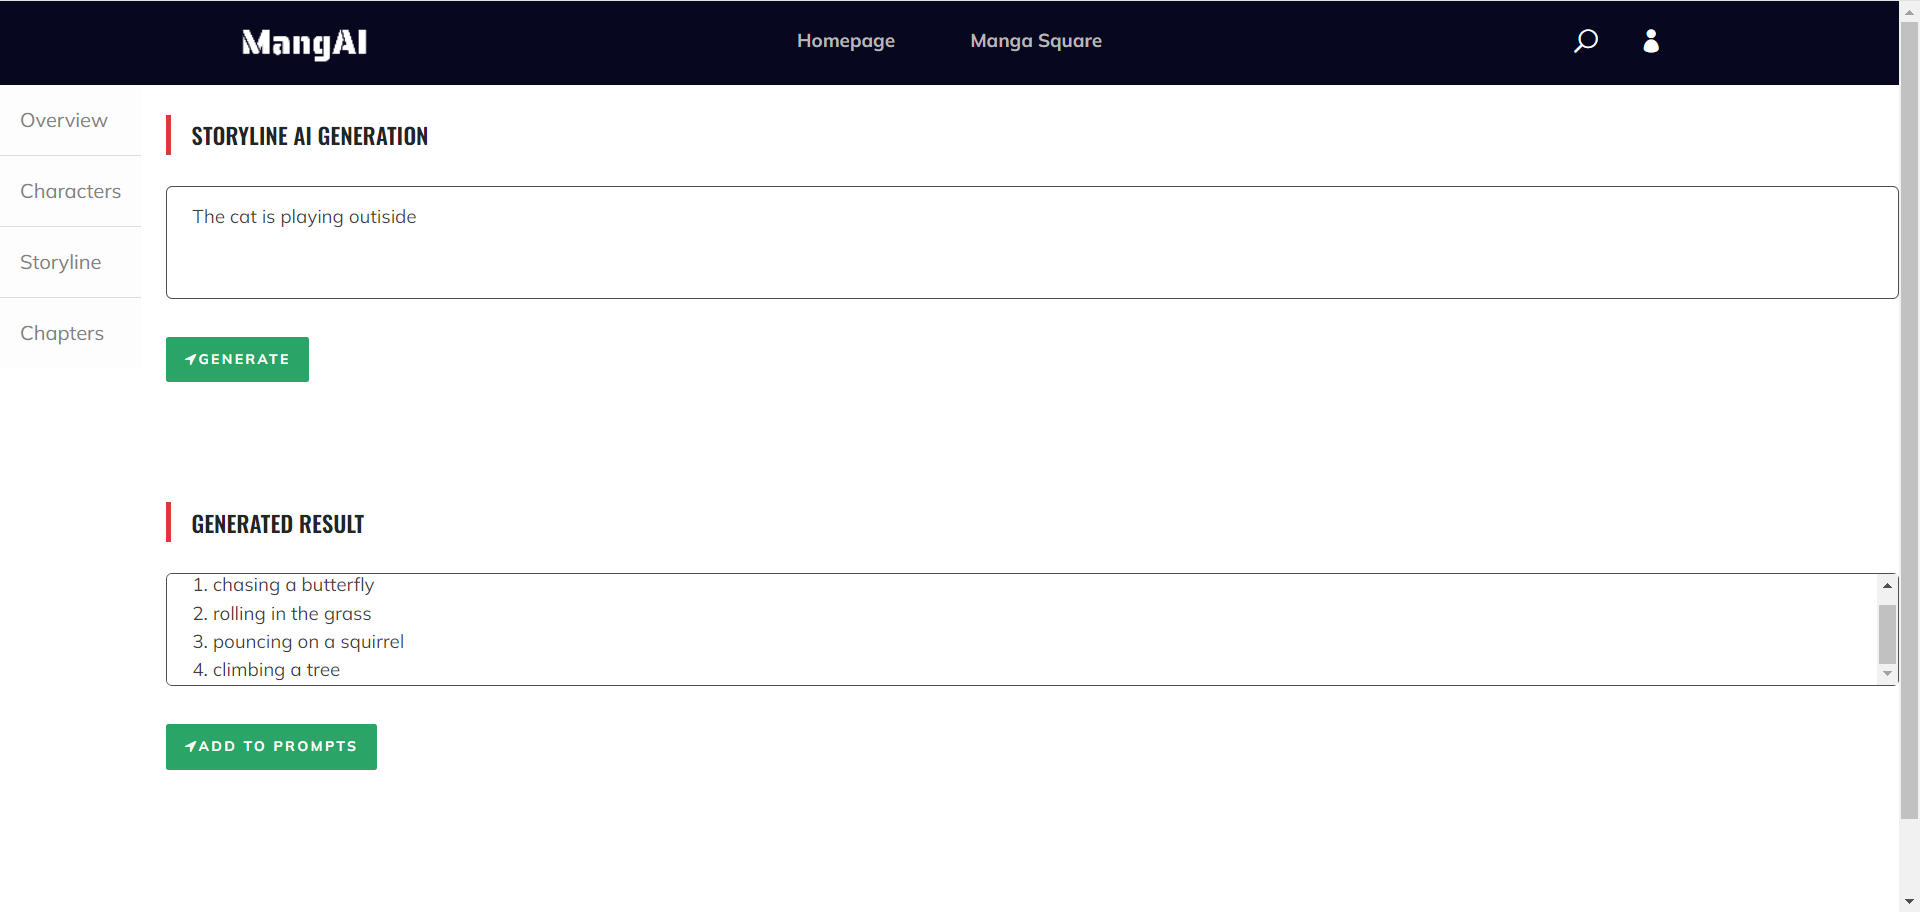 MangAI
Homepage
Manga Square
Overview
Characters
Storyline
Chapters
STORYLINE AI GENERATION
The cat is playing outiside
GENERATE
GENERATED RESULT
1. chasing a butterfly
2. rolling in the grass
3. pouncing on a squirrel
4. climbing a tree
ADD TO PROMPTS